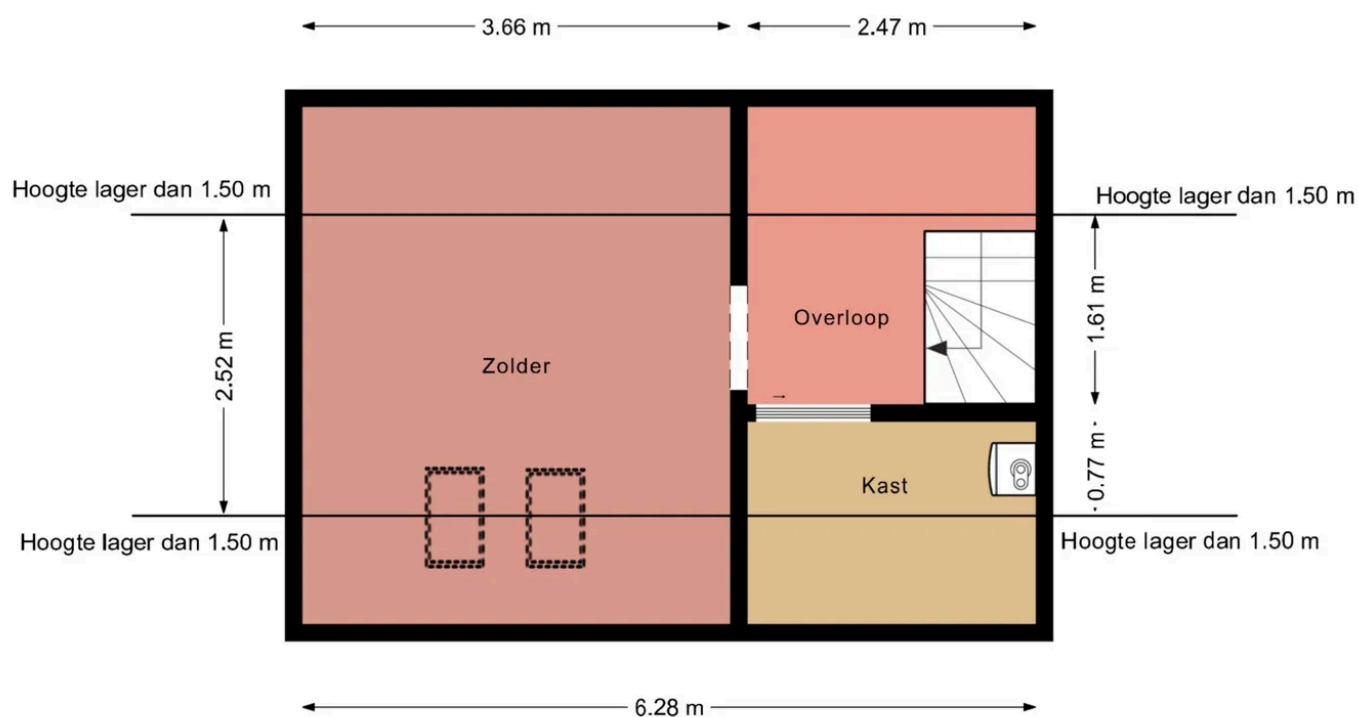 3.66 m
2.47 m
Hoogte lager dan 1.50 m
Hoogte lager dan 1.50 m
2.52 m
1.61 m
Overloop
Zolder
0.77 m
Kast
Hoogte lager dan 1.50 m
Hoogte lager dan 1.50 m
6.28 m